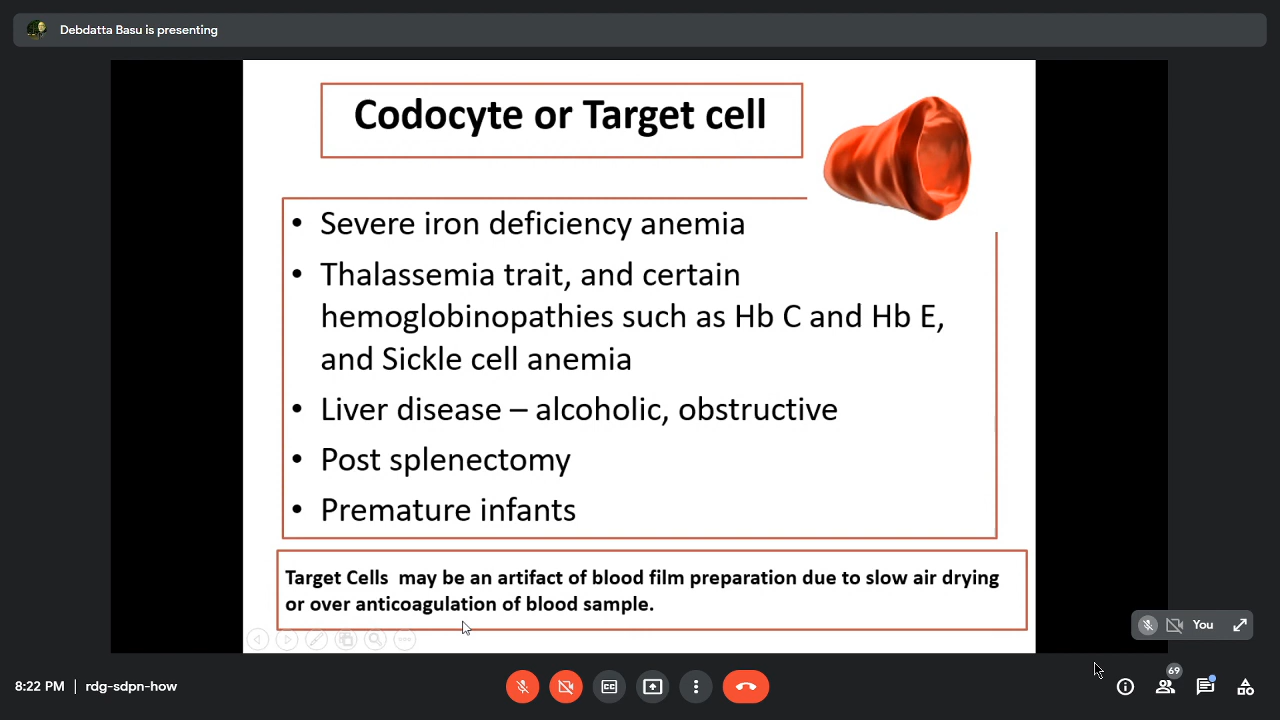 Debdatta Basu is presenting
Codocyte or Target cell
• Severe iron deficiency anemia
• Thalassemia trait, and certain
hemoglobinopathies such as Hb C and Hb E,
and Sickle cell anemia
• Liver disease – alcoholic, obstructive
• Post splenectomy
• Premature infants
Target Cells may be an artifact of blood film preparation due to slow air drying
or over anticoagulation of blood sample.
You
8:22 PM | rdg-sdpn-how
CC
69